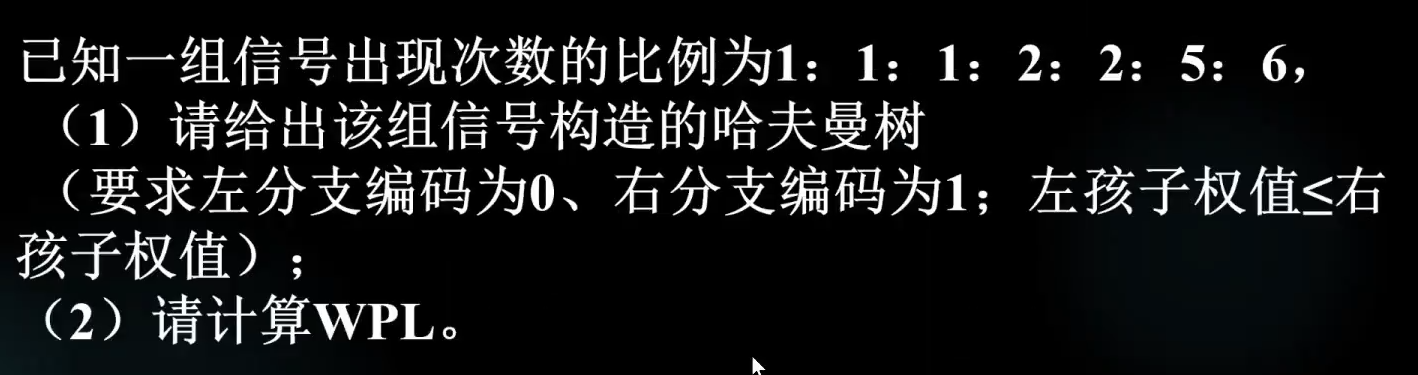 已知一组信号出现次数的比例为1：1：1：2：2：5：6，
（1）请给出该组信号构造的哈夫曼树
（要求左分支编码为0、右分支编码为1；左孩子权值≤右
孩子权值）；
（2）请计算WPL。